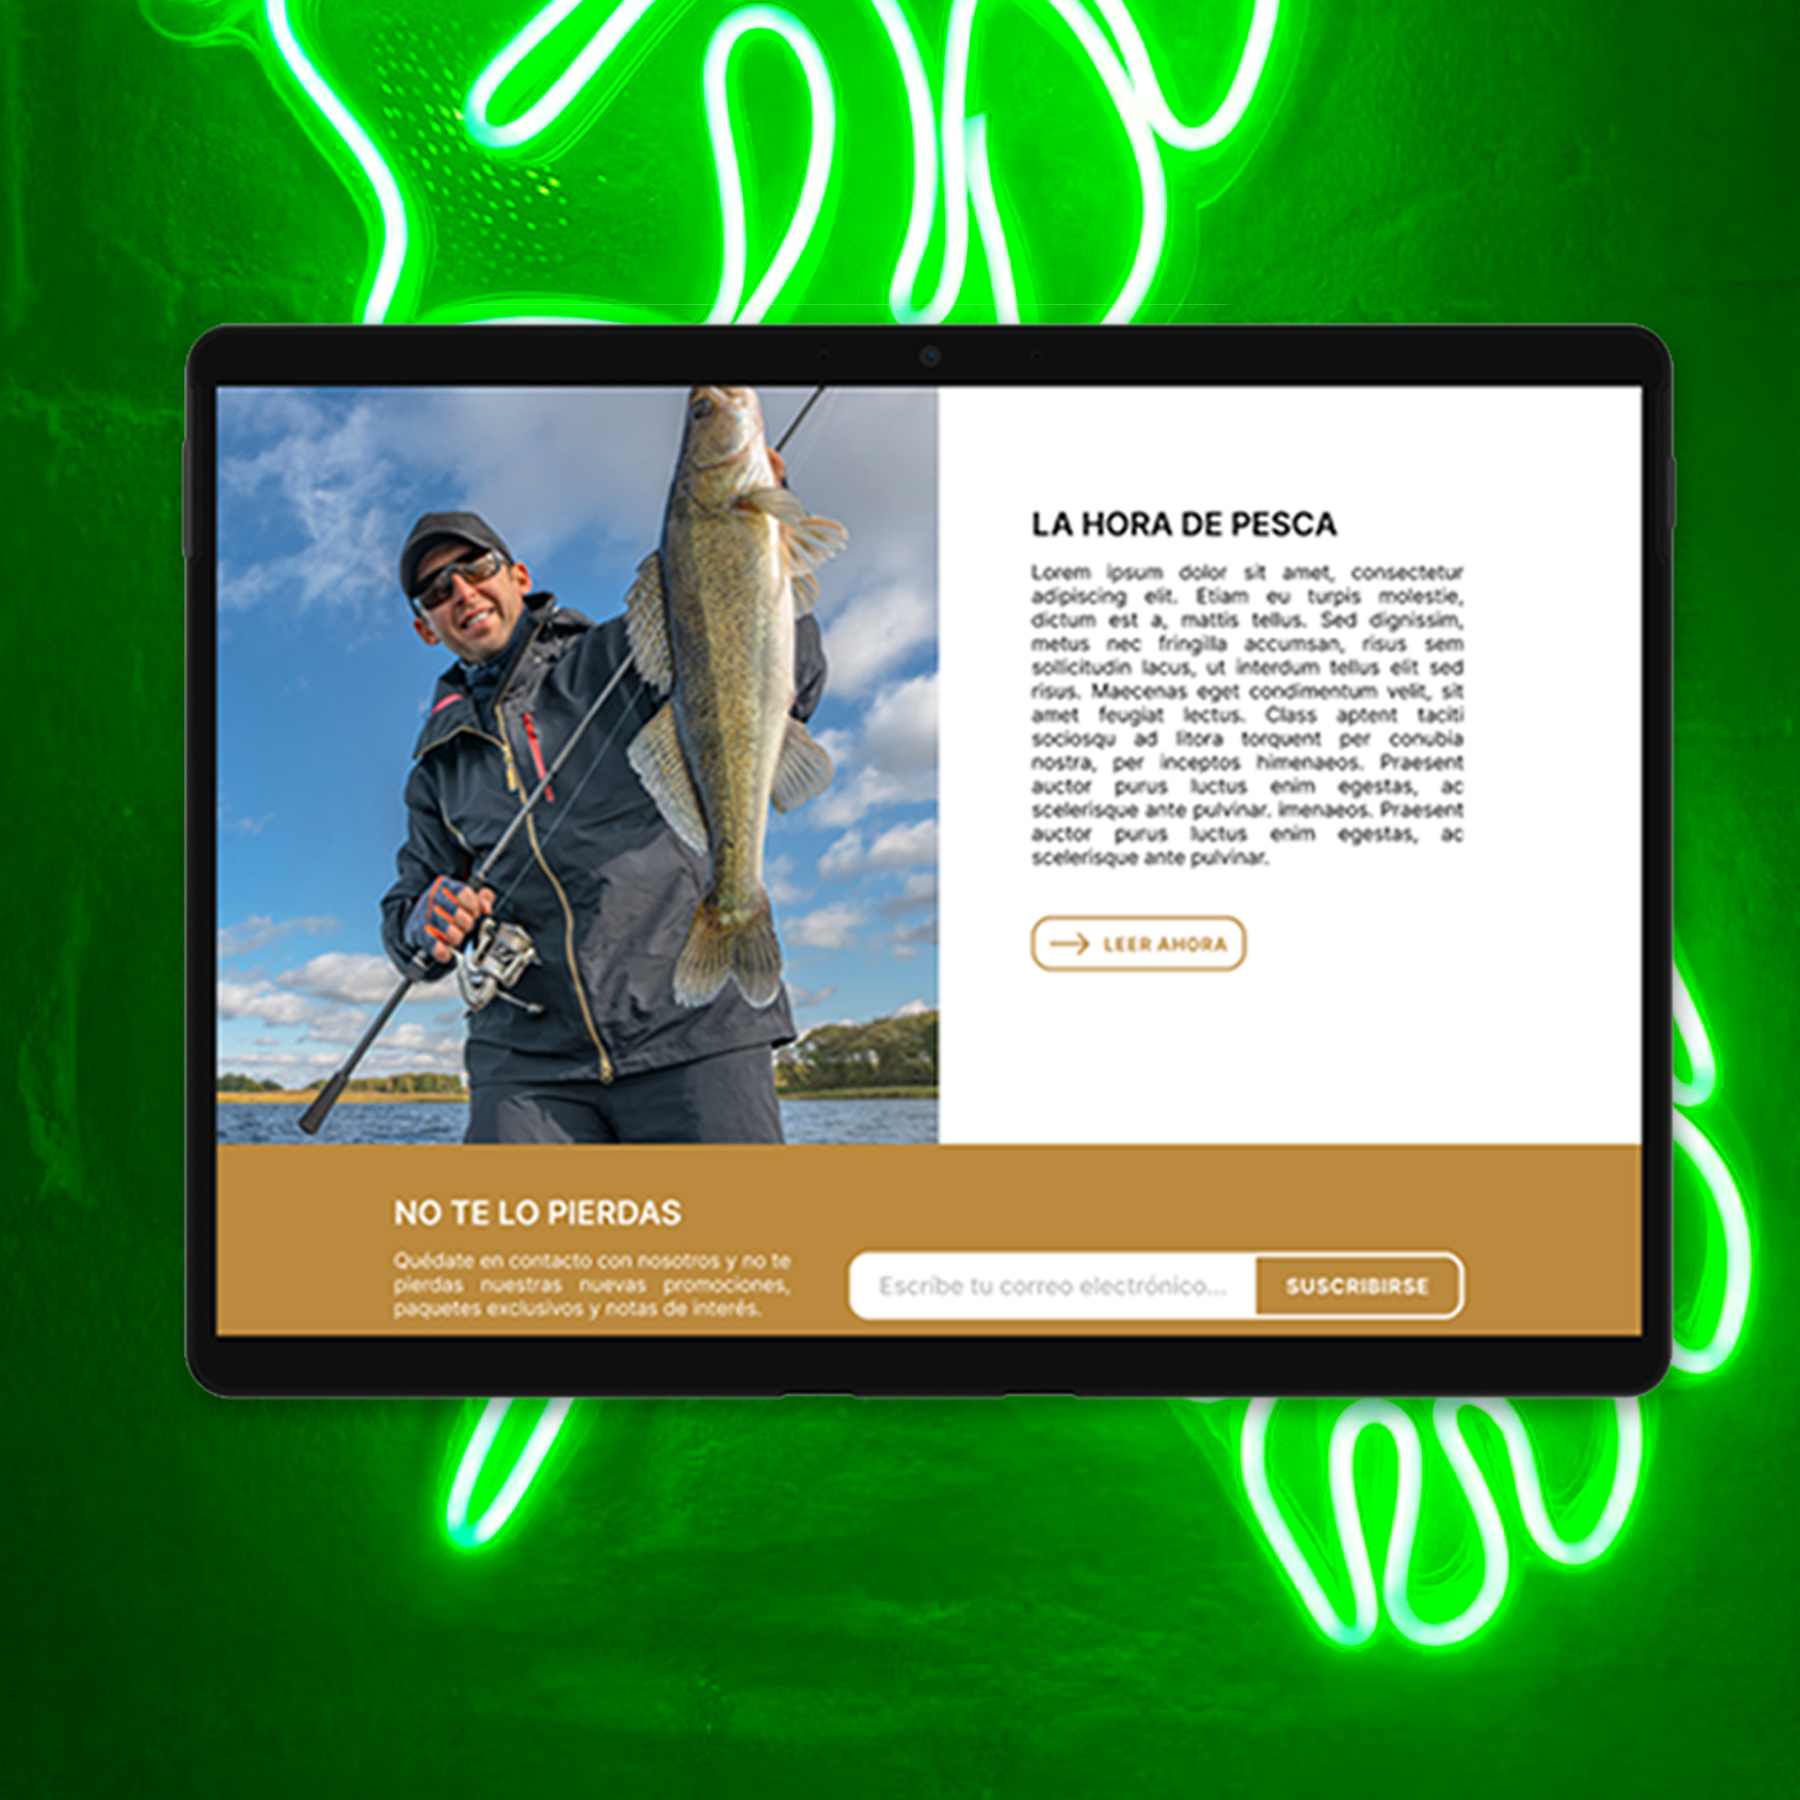 LA HORA DE PESCA
Lorem ipsum dolor sit amet, consectetur
adipiscing elit. Etiam eu turpis molestie,
dictum est a, mattis tellus. Sed dignissim,
metus nec fringilla accumsan, risus sem
sollicitudin lacus, ut interdum tellus elit sed
risus. Maecenas eget condimentum velit, sit
amet feugiat lectus. Class aptent taciti
sociosqu ad litora torquent per conubia
nostra, per inceptos himenaeos. Praesent
auctor purus luctus enim egestas, ac
scelerisque ante pulvinar. imenaeos. Praesent
auctor purus luctus enim egestas, ac
scelerisque ante pulvinar.
LEER AHORA
NO TE LO PIERDAS
Quédate en contacto con nosotros y no te
pierdas nuestras nuevas promociones,
paquetes exclusivos y notas de interés.
Escribe tu correo electrónico...
SUSCRIBIRSE